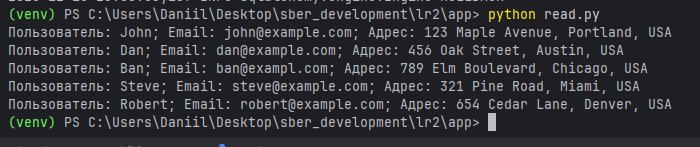 (venv) PS C:\Users\Daniil\Desktop\sber_development\lr2\app> python read.py
Пользователь: John; Email: john@example.com; Адрес: 123 Maple Avenue, Portland, USA
Пользователь: Dan; Email: dan@example.com; Адрес: 456 Oak Street, Austin, USA
Пользователь: Ban; Email: ban@exampl.com; Адрес: 789 Elm Boulevard, Chicago, USA
Пользователь: Steve; Email: steve@example.com; Адрес: 321 Pine Road, Miami, USA
Пользователь: Robert; Email: robert@example.com; Адрес: 654 Cedar Lane, Denver, USA
(venv) PS C:\Users\Daniil\Desktop\sber_development\lr2\app>